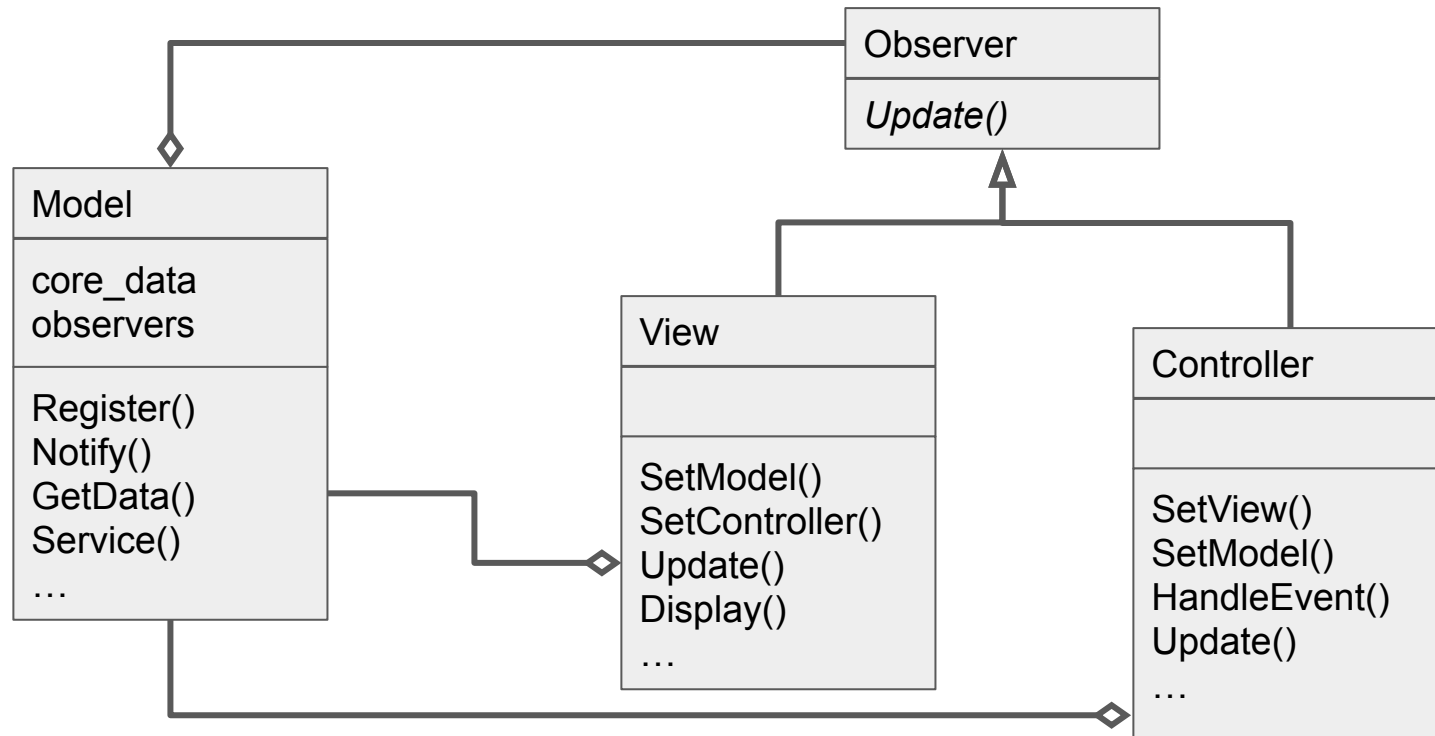 Observer
Update()
Model
core_data
observers
Register()
Notify()
GetData()
Service()
…
View
SetModel()
SetController()
Update()
Display()
…
Controller
SetView()
SetModel()
HandleEvent()
Update()
…